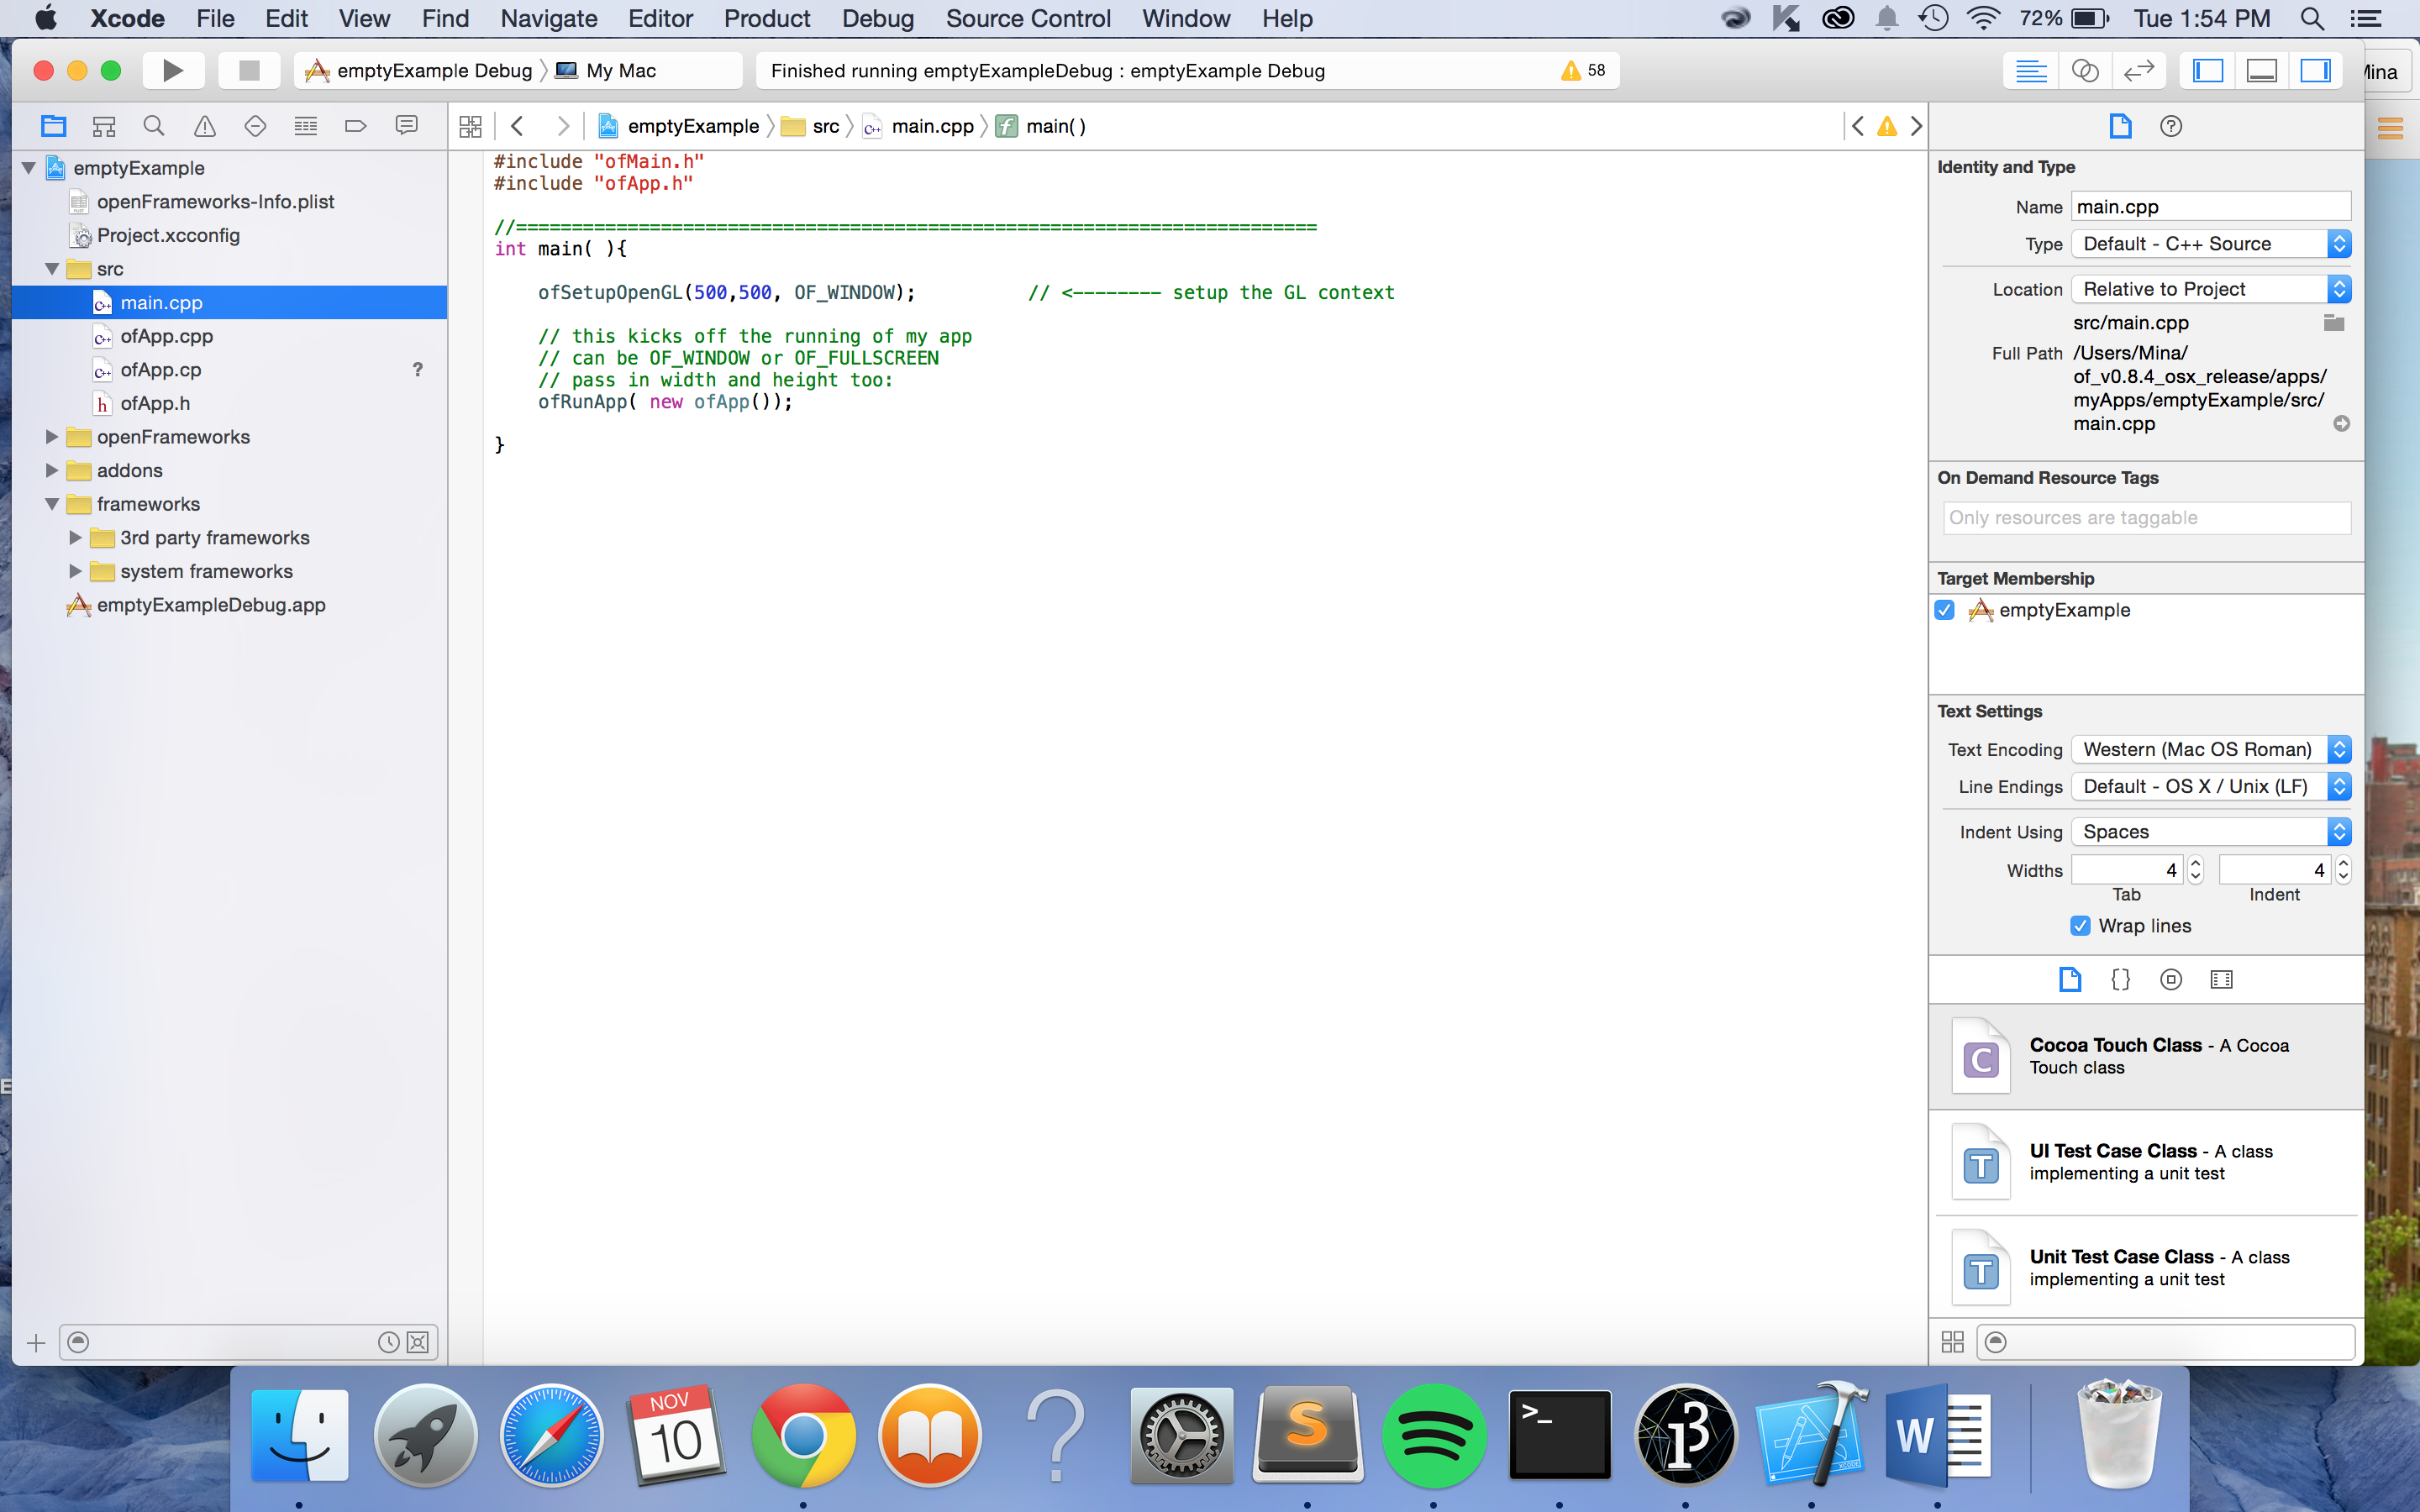 Xcode File Edit View Find Navigate Editor Product Debug Source Control Window Help 72% Tue 1:54 PM
emptyExample Debug My Mac Finished running emptyExampleDebug : emptyExample Debug 58
emptyExample src main.cpp main( )
emptyExample
openFrameworks-Info.plist
Project.xcconfig
src
main.cpp
ofApp.cpp
ofApp.cp ?
ofApp.h
openFrameworks
addons
frameworks
3rd party frameworks
system frameworks
emptyExampleDebug.app
#include "ofMain.h"
#include "ofApp.h"
//========================================================================
int main( ){
ofSetupOpenGL(500,500, OF_WINDOW); // <-------- setup the GL context
// this kicks off the running of my app
// can be OF_WINDOW or OF_FULLSCREEN
// pass in width and height too:
ofRunApp( new ofApp());
}
Identity and Type
Name main.cpp
Type Default - C++ Source
Location Relative to Project
src/main.cpp
Full Path /Users/Mina/
of_v0.8.4_osx_release/apps/
myApps/emptyExample/src/
main.cpp
On Demand Resource Tags
Only resources are taggable
Target Membership
emptyExample
Text Settings
Text Encoding Western (Mac OS Roman)
Line Endings Default - OS X / Unix (LF)
Indent Using Spaces
Widths 4 4
Tab Indent
Wrap lines
Cocoa Touch Class - A Cocoa
Touch class
UI Test Case Class - A class
implementing a unit test
Unit Test Case Class - A class
implementing a unit test
NOV
10